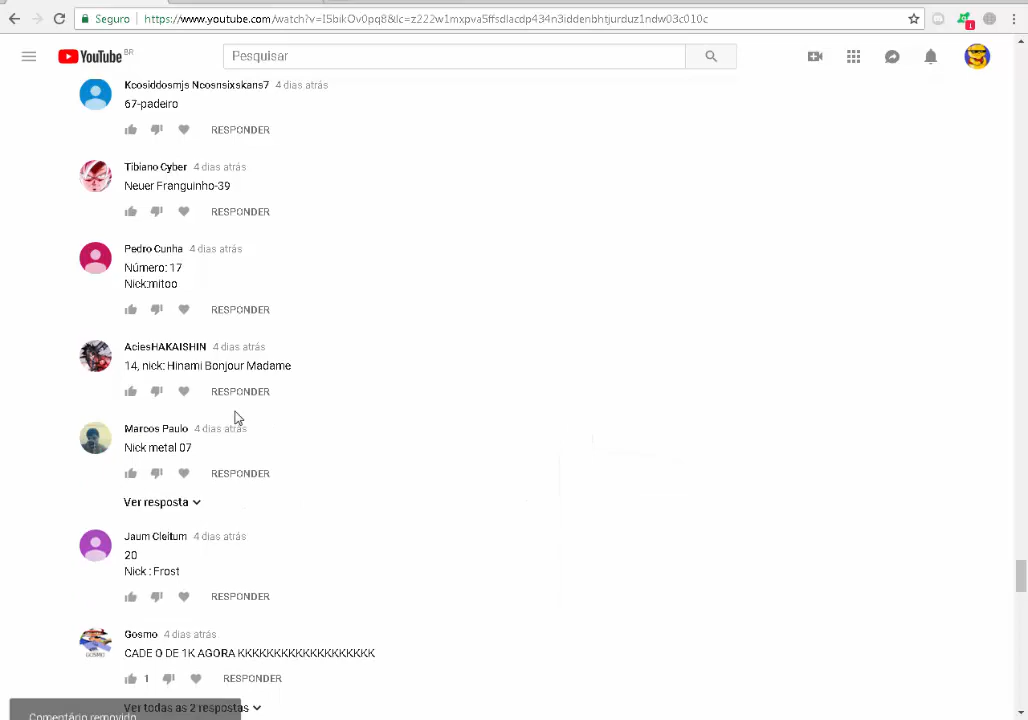 Seguro https://www.youtube.com/watch?v=I5bikOv0pq8&lc=z222w1mxpva5ffsdlacdp434n3iddenbhtjurduz1ndw03c010c
YouTube BR
Pesquisar
1
Kcosiddosmjs Ncosnsixskans7 4 dias atrás
67-padeiro
RESPONDER
Tibiano Cyber 4 dias atrás
Neuer Franguinho-39
RESPONDER
Pedro Cunha 4 dias atrás
Número: 17
Nick:mitoo
RESPONDER
AciesHAKAISHIN 4 dias atrás
14, nick: Hinami Bonjour Madame
RESPONDER
Marcos Paulo 4 dias atrás
Nick metal 07
RESPONDER
Ver resposta
Jaum Cleitum 4 dias atrás
20
Nick : Frost
RESPONDER
Gosmo 4 dias atrás
GOSMO
CADE O DE 1K AGORA KKKKKKKKKKKKKKKKKKK
1 RESPONDER
Ver todas as 2 respostas
Comentário removido